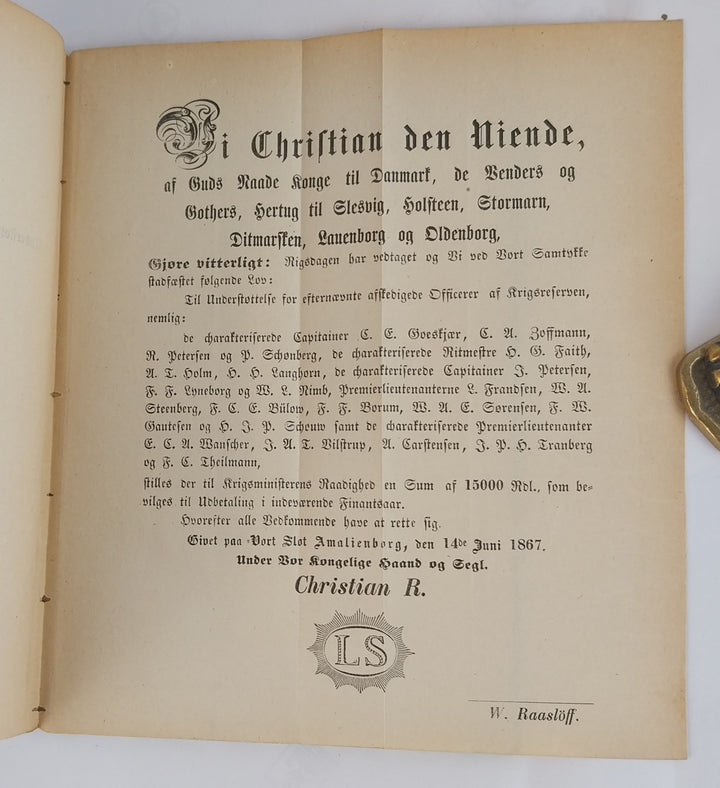 Vi Christian den Niende,
af Guds Naade Konge til Danmark, de Venders og
Gothers, Hertug til Slesvig, Holsteen, Stormarn,
Ditmarsken, Lauenborg og Oldenborg,
Gjøre vitterligt: Rigsdagen har vedtaget og Vi ved Vort Samtykke
stadfæstet følgende Lov:
Til Understøttelse for efternævnte afskedigede Officerer af Krigsreserven,
nemlig:
de charakteriserede Capitainer C. E. Goeskjær, C. A. Zoffmann,
N. Petersen og P. Schønberg, de charakteriserede Ritmestre H. G. Faith,
A. T. Holm, H. H. Langhorn, de charakteriserede Capitainer J. Petersen,
F. F. Lyneborg og W. L. Nimb, Premierlieutenanterne L. Frandsen, W. A.
Steenberg, F. C. E. Bülow, F. F. Borum, W. A. E. Sørensen, F. W.
Gautesen og H. J. P. Scheuw samt de charakteriserede Premierlieutenanter
E. C. A. Wanscher, J. A. T. Vilstrup, A. Carstensen, J. P. H. Tranberg
og F. C. Theilmann,
stilles der til Krigsministerens Raadighed en Sum af 15000 Rdl., som be-
vilges til Udbetaling i indeværende Finantsaar.
Hvorefter alle Vedkommende have at rette sig.
Givet paa Vort Slot Amalienborg, den 14de Juni 1867.
Under Vor Kongelige Haand og Segl.
Christian R.
LS
W. Raaslöff.